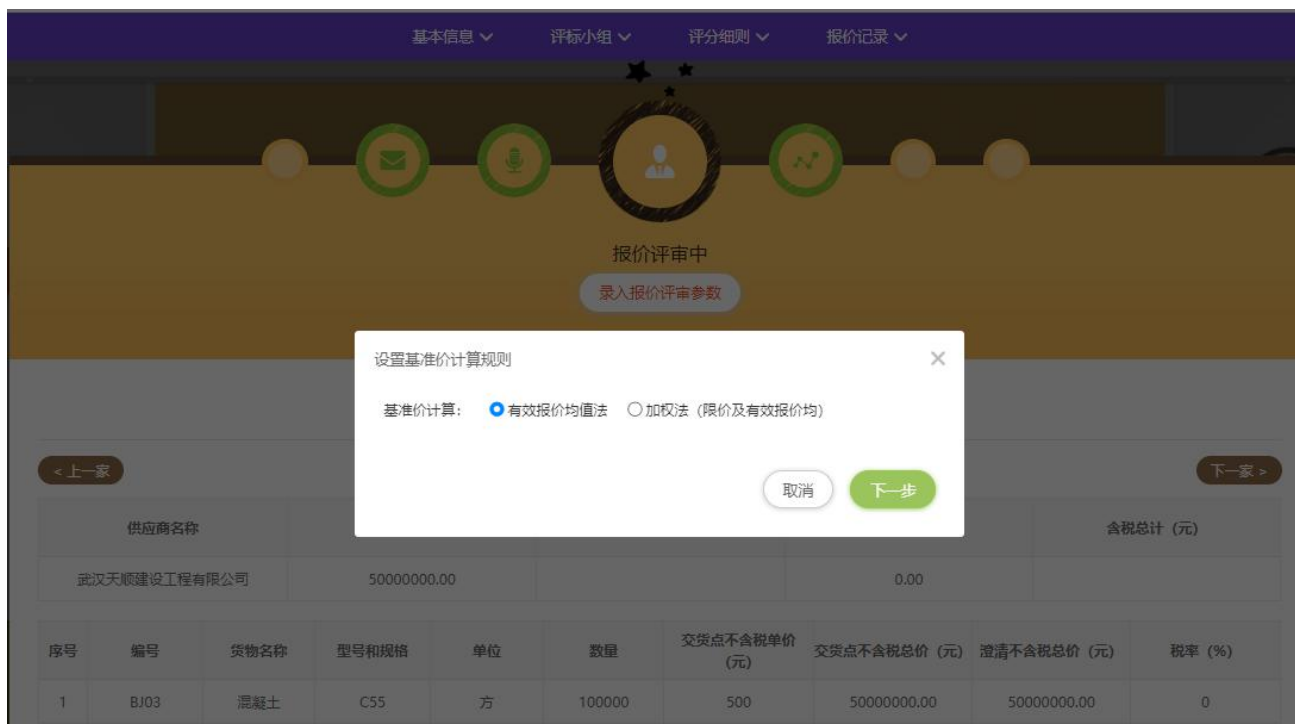 基本信息 评标小组 评分细则 报价记录
报价评审中
录入报价评审参数
设置基准价计算规则 ×
基准价计算: 有效报价均值法 加权法 (限价及有效报价均)
取消 下一步
< 上一家 下一家 >
供应商名称 含税总计 (元)
武汉天顺建设工程有限公司 50000000.00 0.00
序号 编号 货物名称 型号和规格 单位 数量 交货点不含税单价 (元) 交货点不含税总价 (元) 澄清不含税总价 (元) 税率 (%)
1 BJ03 混凝土 C55 方 100000 500 50000000.00 50000000.00 0